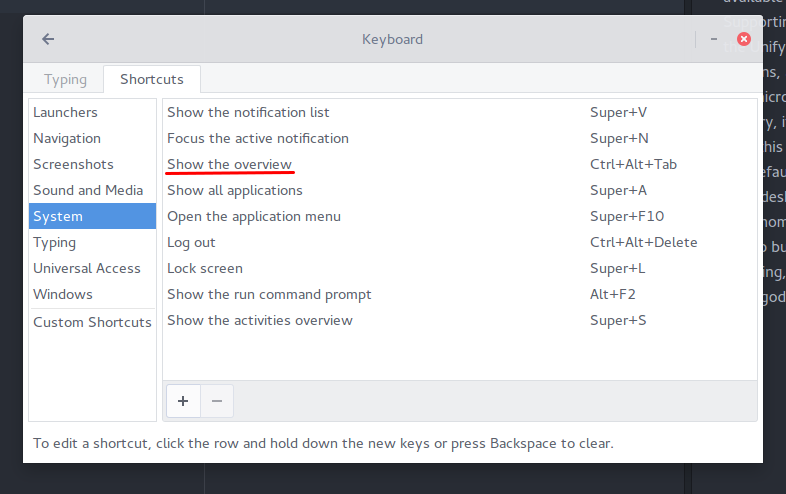 Keyboard
Typing Shortcuts
Launchers
Navigation
Screenshots
Sound and Media
System
Typing
Universal Access
Windows
Custom Shortcuts
Show the notification list Super+V
Focus the active notification Super+N
Show the overview Ctrl+Alt+Tab
Show all applications Super+A
Open the application menu Super+F10
Log out Ctrl+Alt+Delete
Lock screen Super+L
Show the run command prompt Alt+F2
Show the activities overview Super+S
To edit a shortcut, click the row and hold down the new keys or press Backspace to clear.